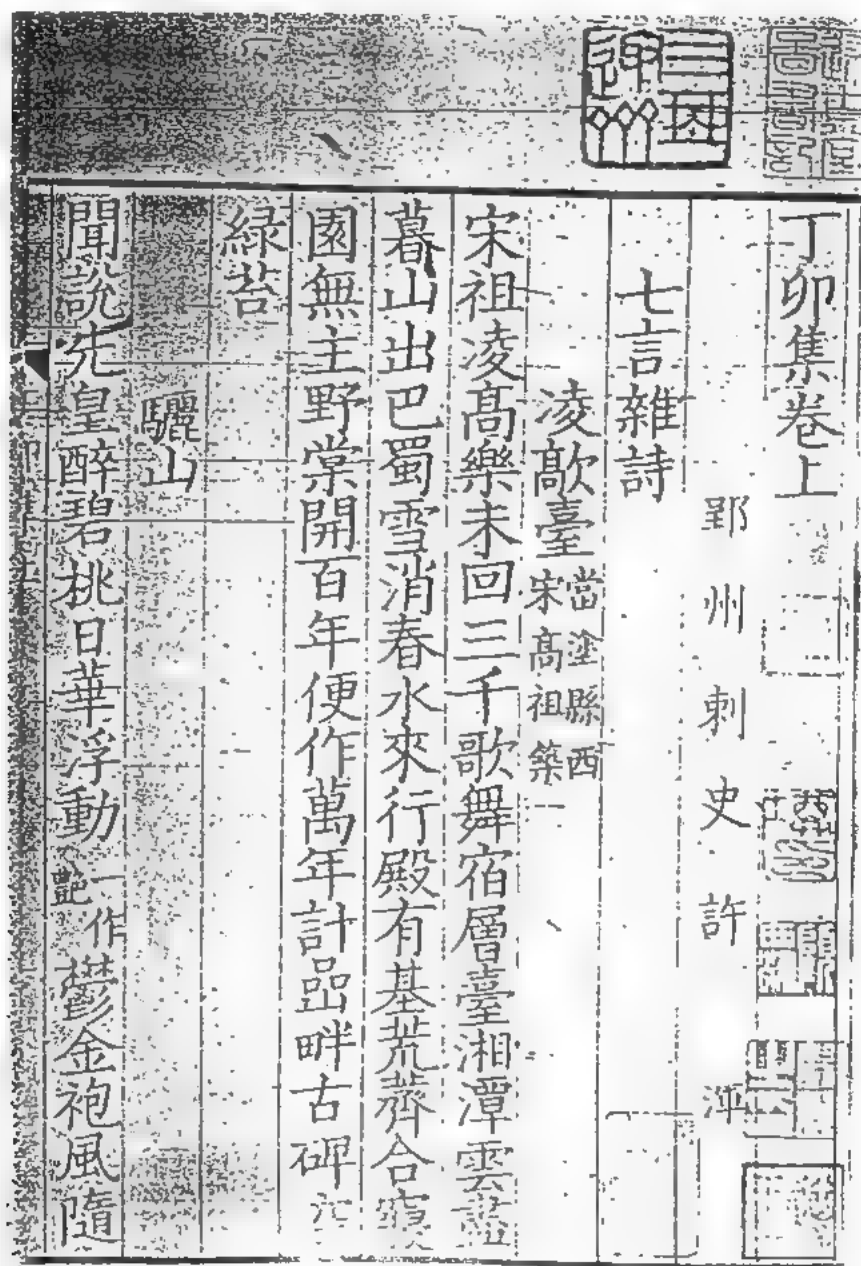 丁卯集卷上
郢州刺史許渾
七言雜詩
凌歊臺當塗縣西宋高祖築
宋祖凌高樂未回三千歌舞宿層臺湘潭雲盡
暮山出巴蜀雪消春水來行殿有基荒薺合寢
園無主野棠開百年便作萬年計嵒畔古碑
綠苔
驪山
聞說先皇醉碧桃日華浮動一作艷鬱金袍風隨